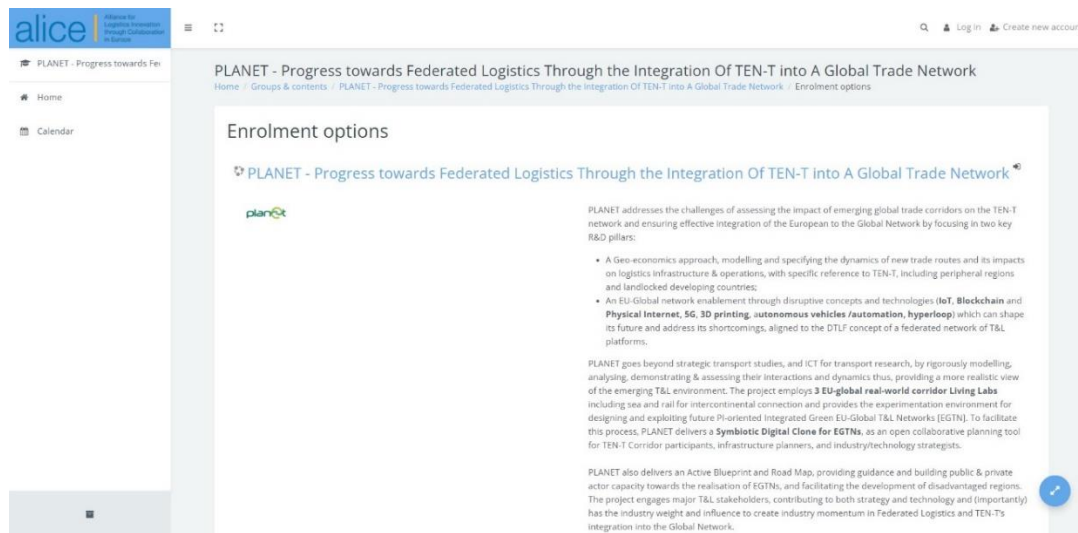 alice
Alliance for
Logistics Innovation
through Collaboration
in Europe
Log in
Create new accour
PLANET - Progress towards Fe
Home
Calendar
PLANET - Progress towards Federated Logistics Through the Integration Of TEN-T into A Global Trade Network
Home / Groups & contents / PLANET - Progress towards Federated Logistics Through the Integration Of TEN-T into A Global Trade Network / Enrolment options
Enrolment options
PLANET - Progress towards Federated Logistics Through the Integration Of TEN-T into A Global Trade Network
planet
PLANET addresses the challenges of assessing the impact of emerging global trade corridors on the TEN-T
network and ensuring effective integration of the European to the Global Network by focusing in two key
R&D pillars:
• A Geo-economics approach, modelling and specifying the dynamics of new trade routes and its impacts
on logistics infrastructure & operations, with specific reference to TEN-T, including peripheral regions
and landlocked developing countries;
• An EU-Global network enablement through disruptive concepts and technologies (IoT, Blockchain and
Physical Internet, 5G, 3D printing, autonomous vehicles /automation, hyperloop) which can shape
its future and address its shortcomings, aligned to the DTLF concept of a federated network of T&L
platforms.
PLANET goes beyond strategic transport studies, and ICT for transport research, by rigorously modelling,
analysing, demonstrating & assessing their interactions and dynamics thus, providing a more realistic view
of the emerging T&L environment. The project employs 3 EU-global real-world corridor Living Labs
including sea and rail for intercontinental connection and provides the experimentation environment for
designing and exploiting future PI-oriented Integrated Green EU-Global T&L Networks [EGTN]. To facilitate
this process, PLANET delivers a Symbiotic Digital Clone for EGTNs, as an open collaborative planning tool
for TEN-T Corridor participants, infrastructure planners, and industry/technology strategists.
PLANET also delivers an Active Blueprint and Road Map, providing guidance and building public & private
actor capacity towards the realisation of EGTNs, and facilitating the development of disadvantaged regions.
The project engages major T&L stakeholders, contributing to both strategy and technology and (importantly)
has the industry weight and influence to create industry momentum in Federated Logistics and TEN-T's
integration into the Global Network.